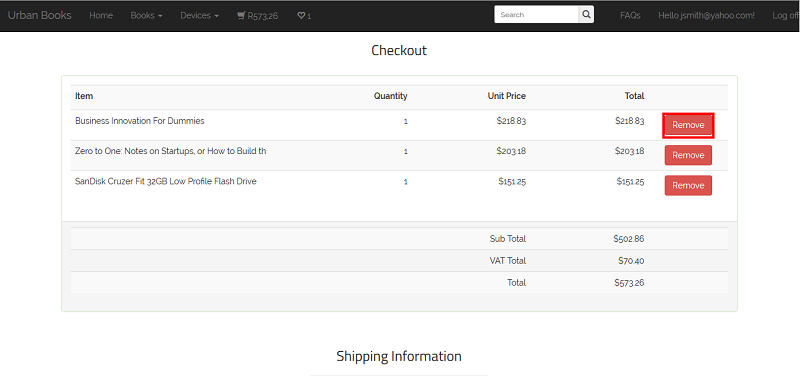 Urban Books Home Books Devices R573,26 1 Search FAQs Hello jsmith@yahoo.com! Log off
Checkout
Item Quantity Unit Price Total
Business Innovation For Dummies 1 $218.83 $218.83 Remove
Zero to One: Notes on Startups, or How to Build th 1 $203.18 $203.18 Remove
SanDisk Cruzer Fit 32GB Low Profile Flash Drive 1 $151.25 $151.25 Remove
Sub Total $502.86
VAT Total $70.40
Total $573.26
Shipping Information